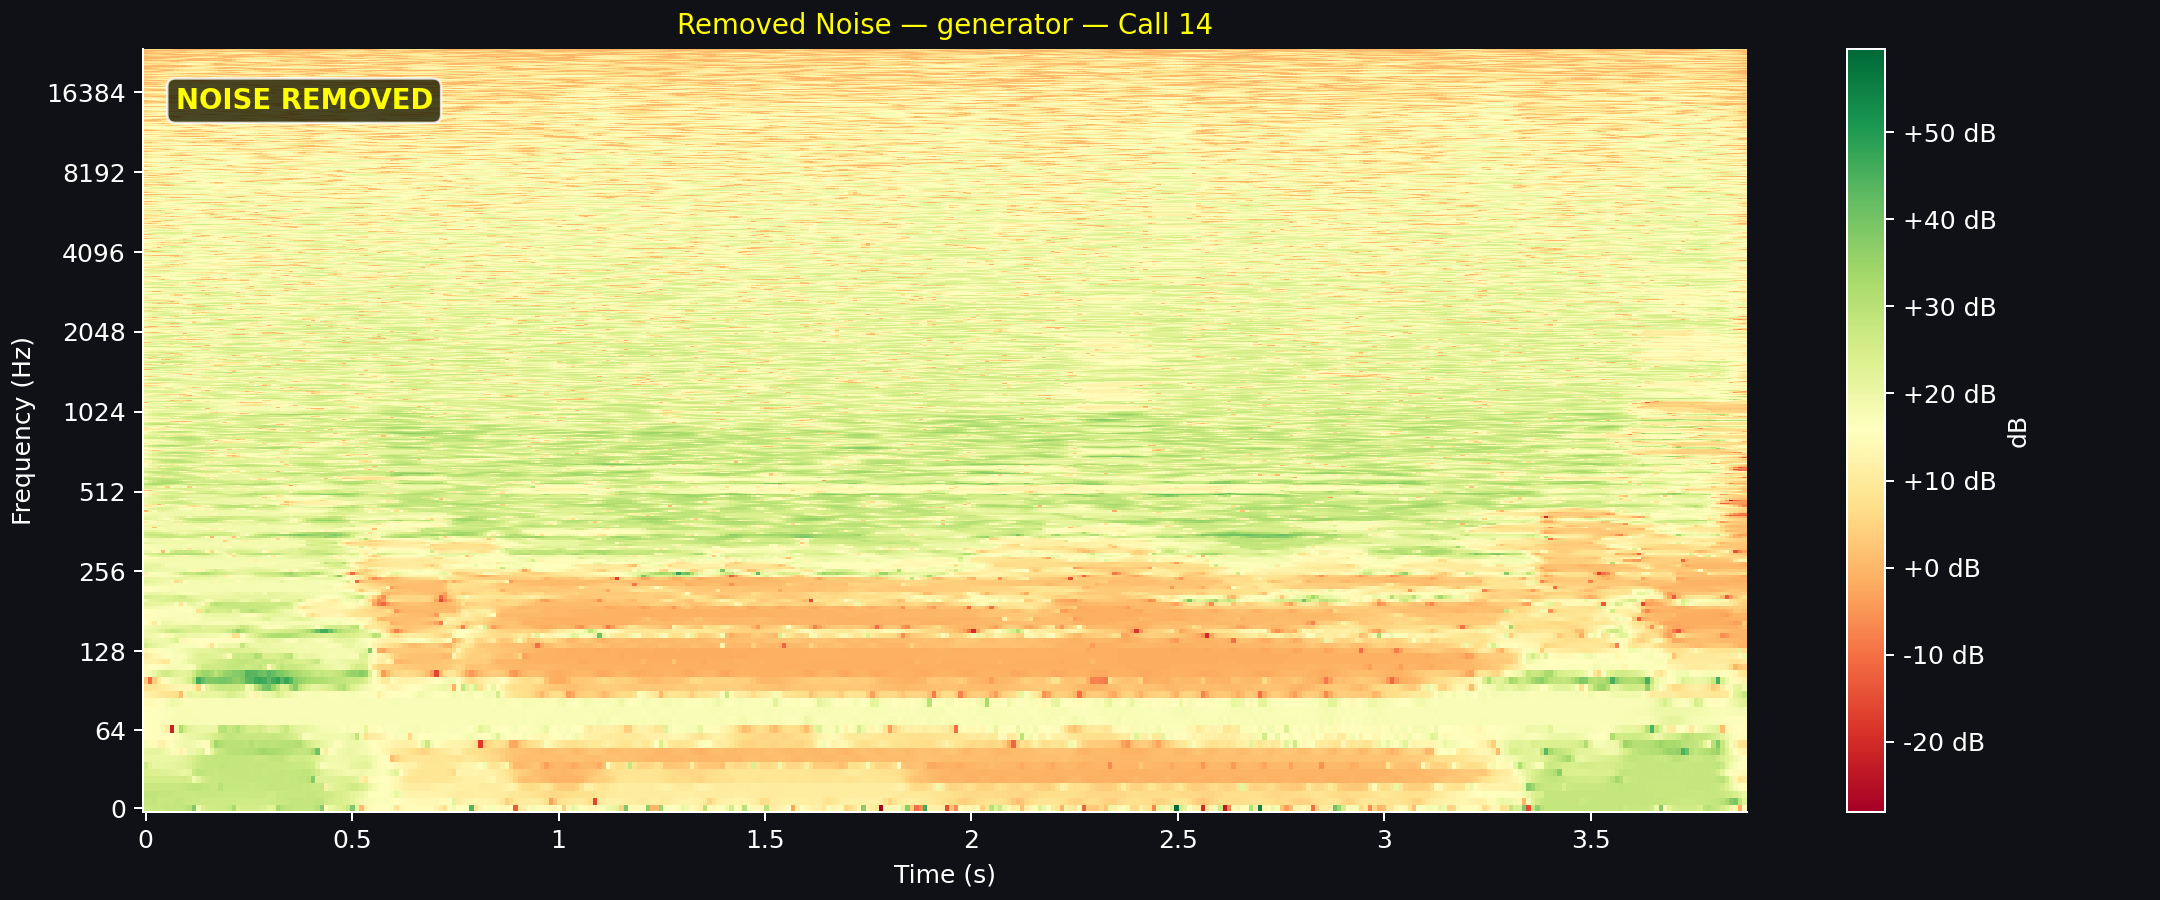 Removed Noise — generator — Call 14
NOISE REMOVED
Frequency (Hz)
16384
8192
4096
2048
1024
512
256
128
64
0
0
0.5
1
1.5
2
2.5
3
3.5
Time (s)
+50 dB
+40 dB
+30 dB
+20 dB
+10 dB
+0 dB
-10 dB
-20 dB
dB